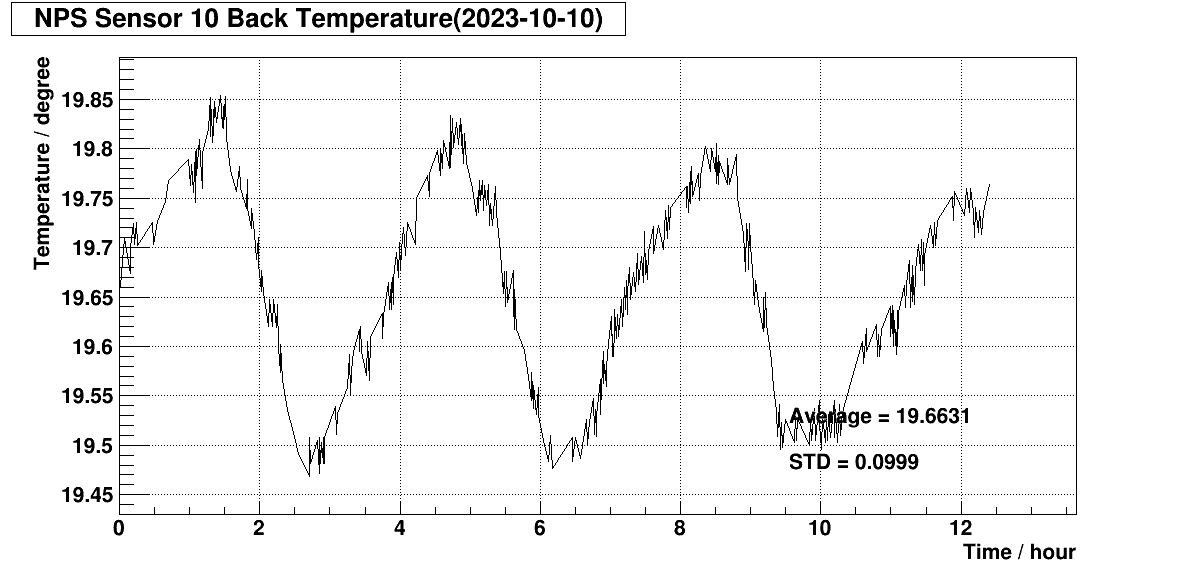 NPS Sensor 10 Back Temperature(2023-10-10)
Temperature / degree
19.85
19.8
19.75
19.7
19.65
19.6
19.55
19.5
19.45
Average = 19.6631
STD = 0.0999
0 2 4 6 8 10 12
Time / hour